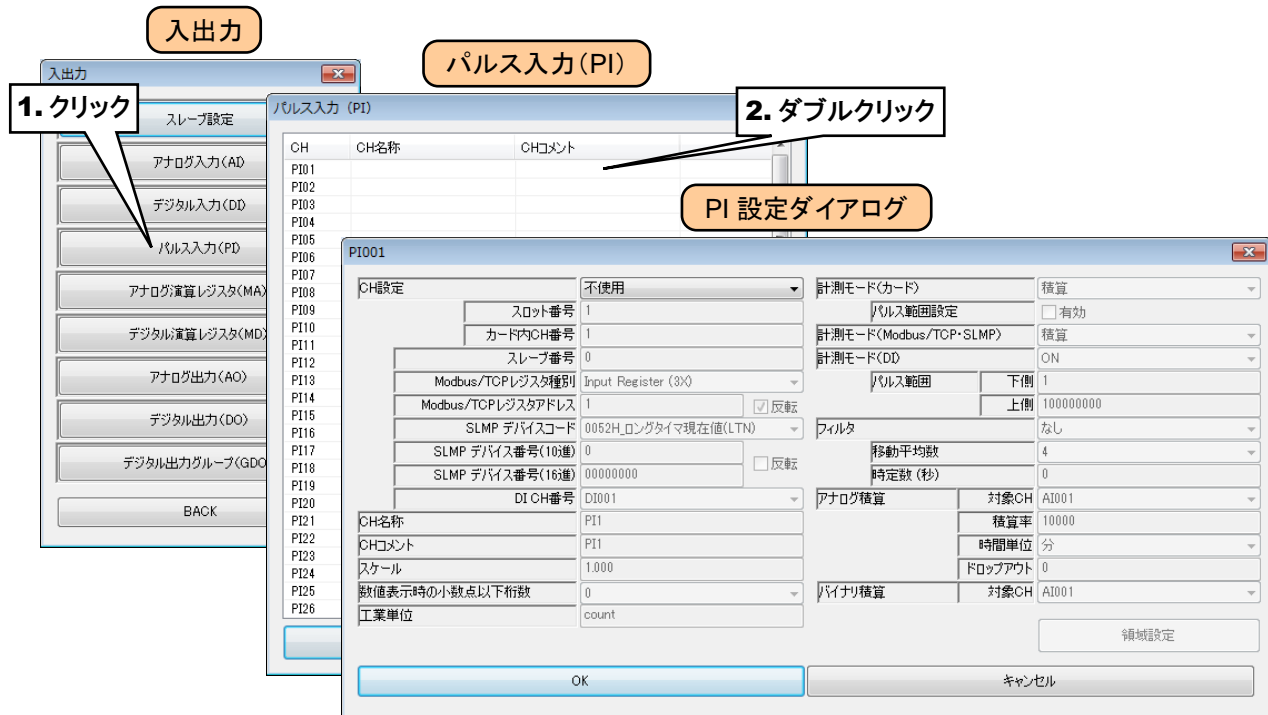 入出力
パルス入力（PI）
入出力
1. クリック
スレーブ設定
アナログ入力(AI)
デジタル入力(DI)
パルス入力(PI)
アナログ演算レジスタ(MA)
デジタル演算レジスタ(MD)
アナログ出力(AO)
デジタル出力(DO)
デジタル出力グループ(GDO
BACK
パルス入力 (PI)
2. ダブルクリック
CH CH名称 CHコメント
PI01
PI02
PI03
PI04
PI05
PI06
PI07
PI08
PI09
PI10
PI11
PI12
PI13
PI14
PI15
PI16
PI17
PI18
PI19
PI20
PI21
PI22
PI23
PI24
PI25
PI26
PI 設定ダイアログ
PI001
CH設定 不使用
スロット番号 1
カード内CH番号 1
スレーブ番号 0
Modbus/TCPレジスタ種別 Input Register (3X)
Modbus/TCPレジスタアドレス 1 反転
SLMP デバイスコード 0052H_ロングタイマ現在値(LTN)
SLMP デバイス番号(10進) 0
反転
SLMP デバイス番号(16進) 00000000
DI CH番号 DI001
CH名称 PI1
CHコメント PI1
スケール 1.000
数値表示時の小数点以下桁数 0
工業単位 count
計測モード(カード) 積算
パルス範囲設定 有効
計測モード(Modbus/TCP・SLMP) 積算
計測モード(DI) ON
パルス範囲 下側 1
上側 100000000
フィルタ なし
移動平均数 4
時定数 (秒) 0
アナログ積算 対象CH AI001
積算率 10000
時間単位 分
ドロップアウト 0
バイナリ積算 対象CH AI001
領域設定
OK
キャンセル